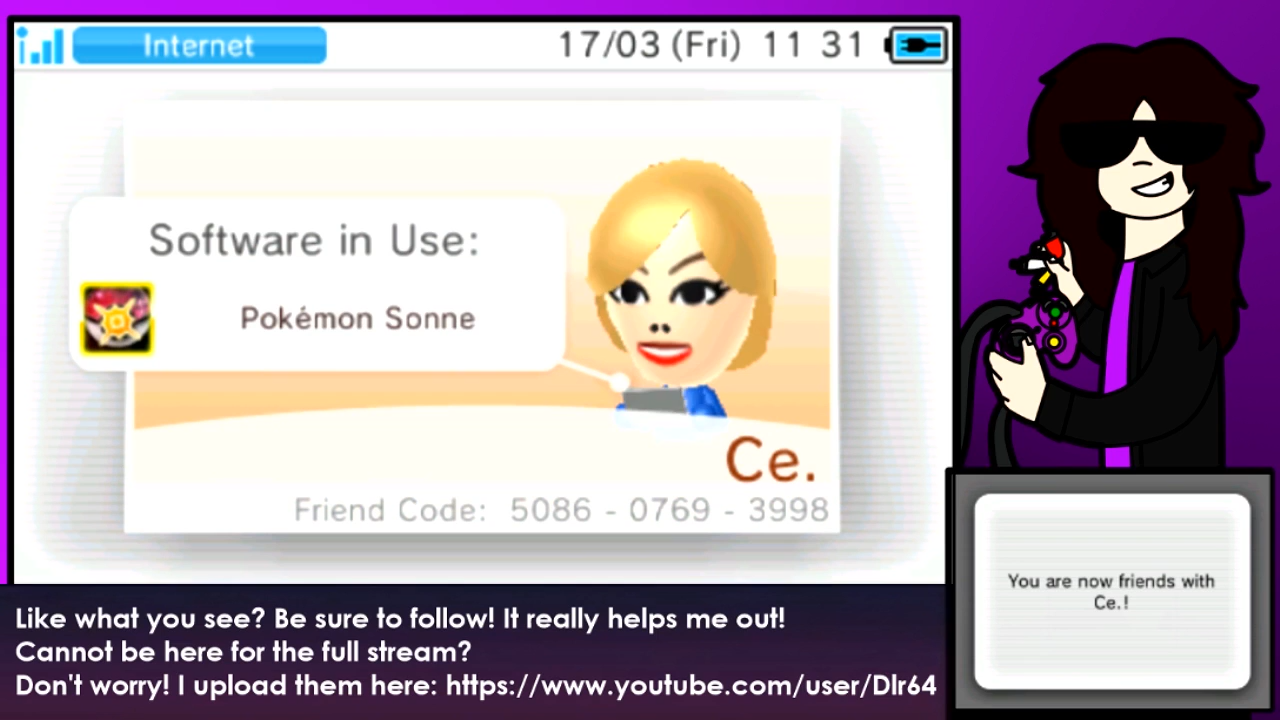 Internet
17/03 (Fri) 11 31
Software in Use:
Pokémon Sonne
Ce.
Friend Code: 5086 - 0769 - 3998
You are now friends with
Ce.!
Like what you see? Be sure to follow! It really helps me out!
Cannot be here for the full stream?
Don't worry! I upload them here: https://www.youtube.com/user/Dlr64